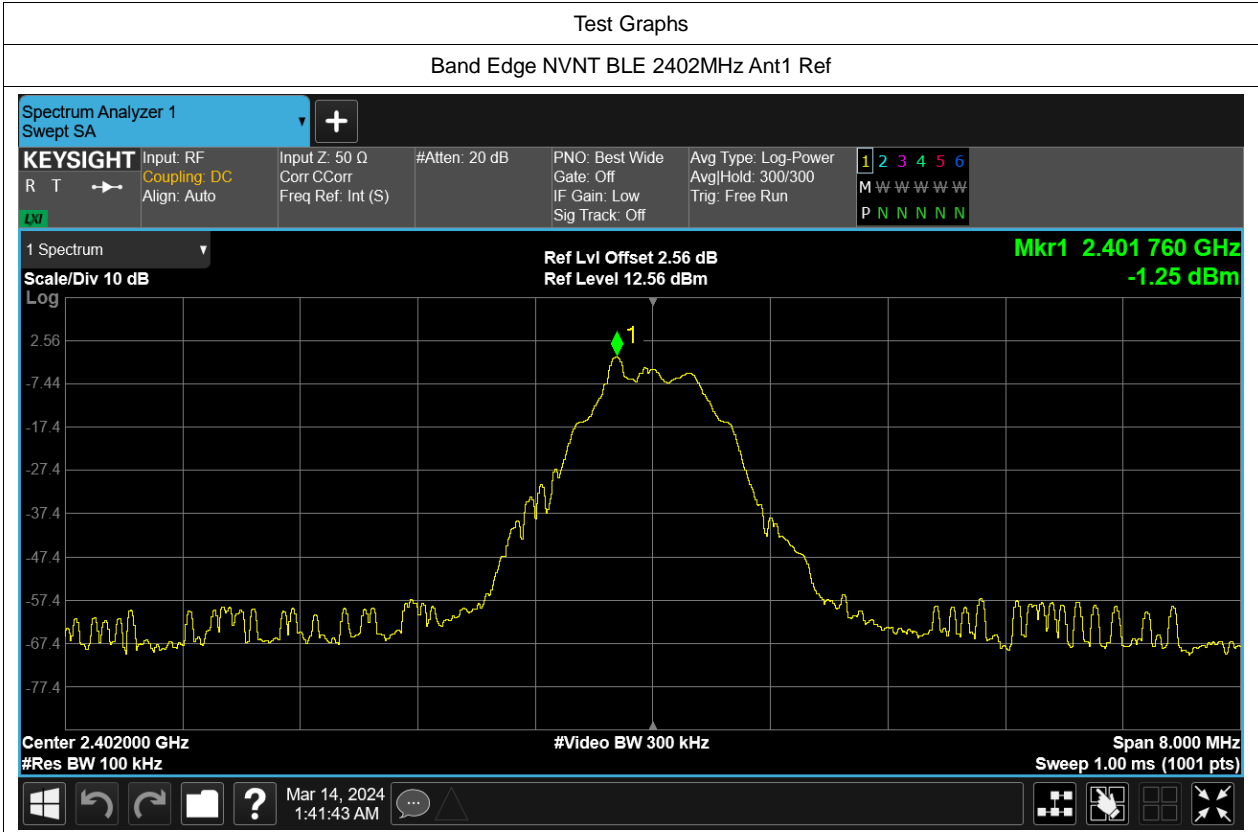 Test Graphs
Band Edge NVNT BLE 2402MHz Ant1 Ref
Spectrum Analyzer 1
Swept SA
+
KEYSIGHT
R T
LXI
Input: RF
Coupling: DC
Align: Auto
Input Z: 50 Ω
Corr CCorr
Freq Ref: Int (S)
#Atten: 20 dB
PNO: Best Wide
Gate: Off
IF Gain: Low
Sig Track: Off
Avg Type: Log-Power
Avg|Hold: 300/300
Trig: Free Run
1 2 3 4 5 6
M W W W W W W
P N N N N N
1 Spectrum
Scale/Div 10 dB
Log
Ref Lvl Offset 2.56 dB
Ref Level 12.56 dBm
Mkr1 2.401 760 GHz
-1.25 dBm
1
2.56
-7.44
-17.4
-27.4
-37.4
-47.4
-57.4
-67.4
-77.4
Center 2.402000 GHz
#Video BW 300 kHz
Span 8.000 MHz
#Res BW 100 kHz
Sweep 1.00 ms (1001 pts)
?
Mar 14, 2024
1:41:43 AM